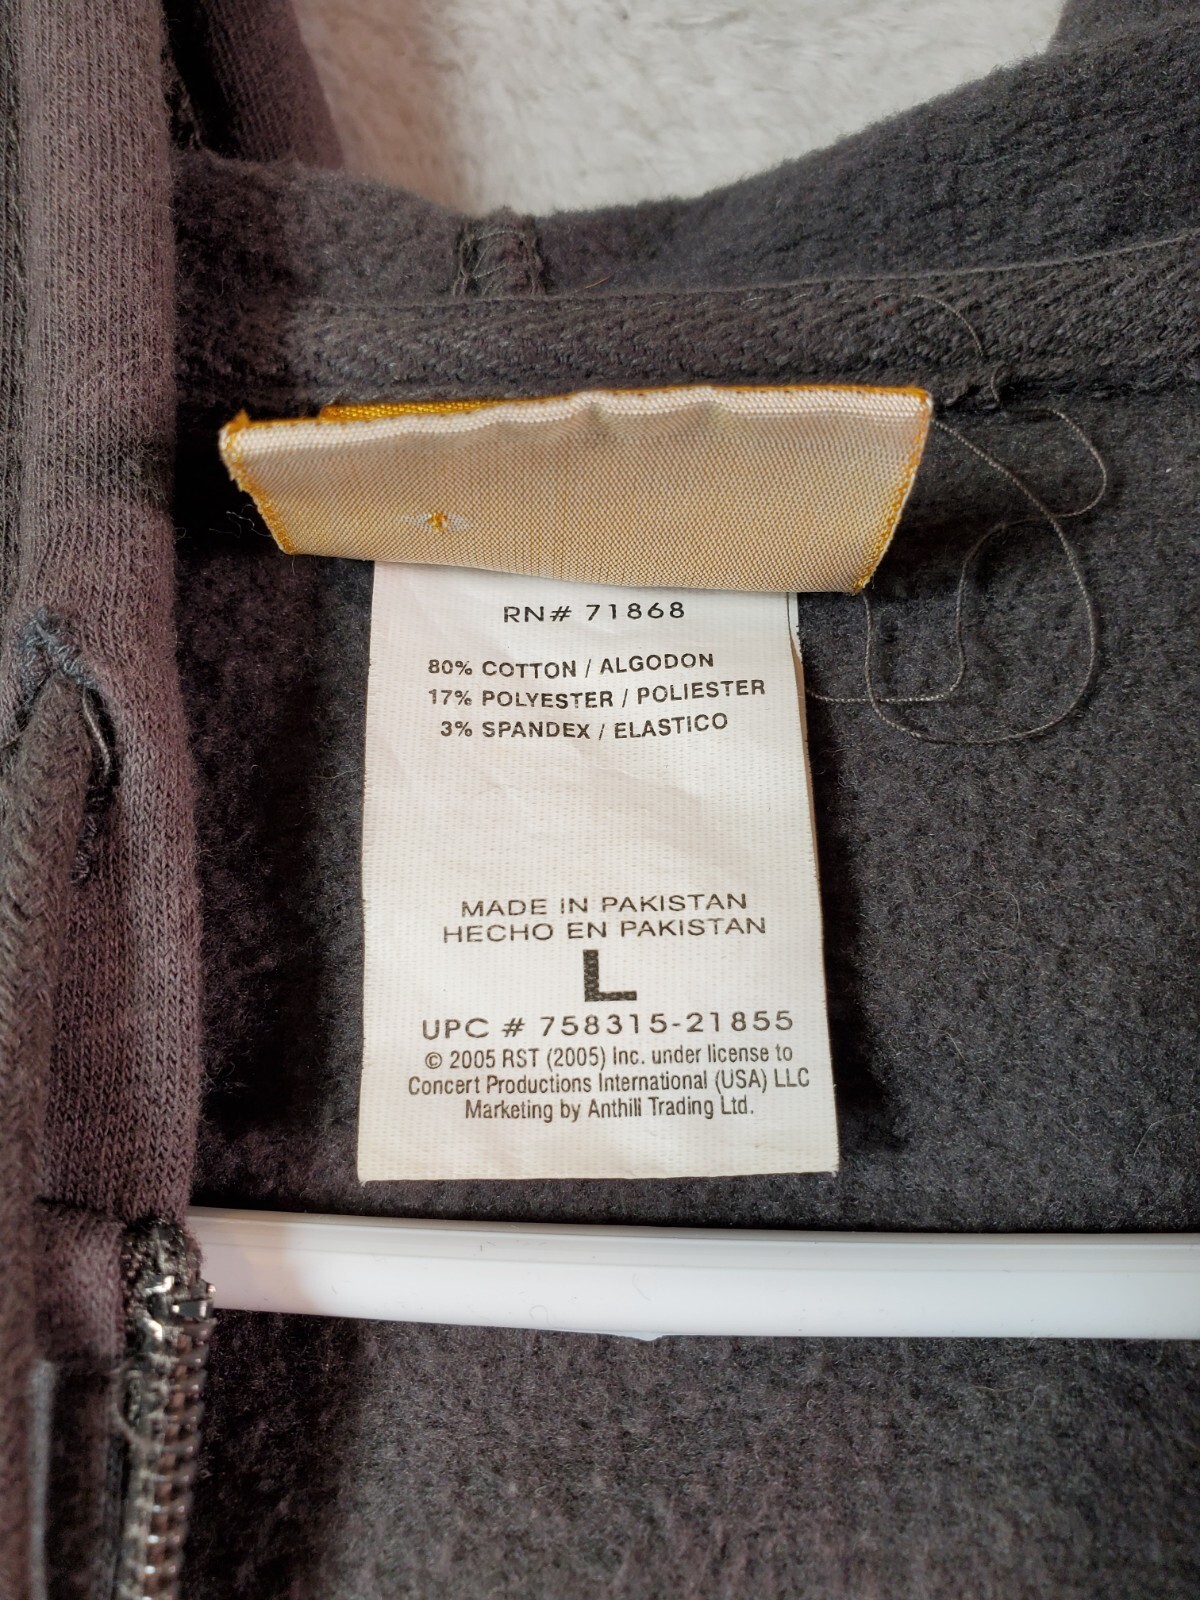 RN# 71868
80% COTTON / ALGODON
17% POLYESTER / POLIESTER
3% SPANDEX / ELASTICO
MADE IN PAKISTAN
HECHO EN PAKISTAN
L
UPC # 758315-21855
© 2005 RST (2005) Inc. under license to
Concert Productions International (USA) LLC
Marketing by Anthill Trading Ltd.